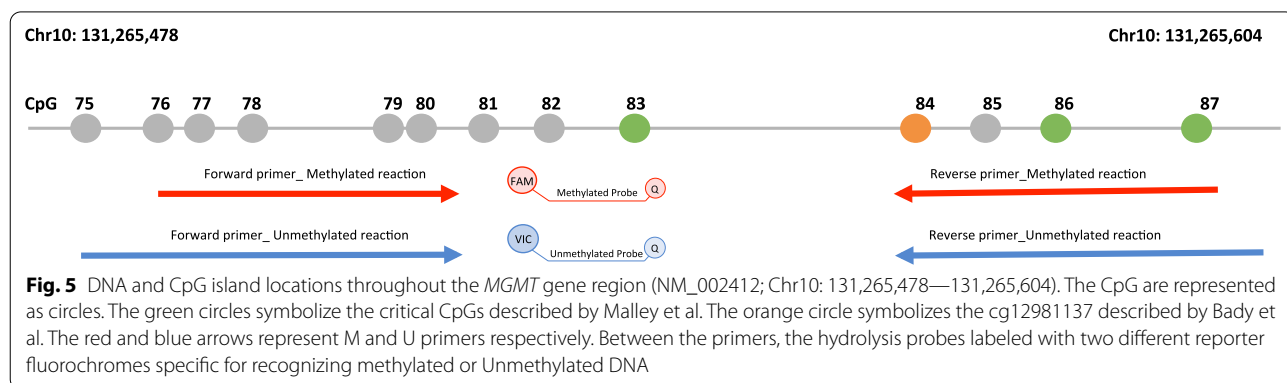 Chr10: 131,265,478 Chr10: 131,265,604
CpG 75 76 77 78 79 80 81 82 83 84 85 86 87
Forward primer_ Methylated reaction FAM Methylated Probe Q Reverse primer_Methylated reaction
Forward primer_ Unmethylated reaction VIC Unmethylated Probe Q Reverse primer_Unmethylated reaction
Fig. 5 DNA and CpG island locations throughout the MGMT gene region (NM_002412; Chr10: 131,265,478—131,265,604). The CpG are represented
as circles. The green circles symbolize the critical CpGs described by Malley et al. The orange circle symbolizes the cg12981137 described by Bady et
al. The red and blue arrows represent M and U primers respectively. Between the primers, the hydrolysis probes labeled with two different reporter
fluorochromes specific for recognizing methylated or Unmethylated DNA